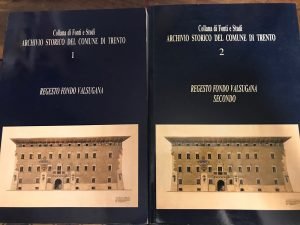 Collana di Fonti e Studi
ARCHIVIO STORICO DEL COMUNE DI TRENTO
1
REGESTO FONDO VALSUGANA
Collana di Fonti e Studi
ARCHIVIO STORICO DEL COMUNE DI TRENTO
2
REGESTO FONDO VALSUGANA
SECONDO